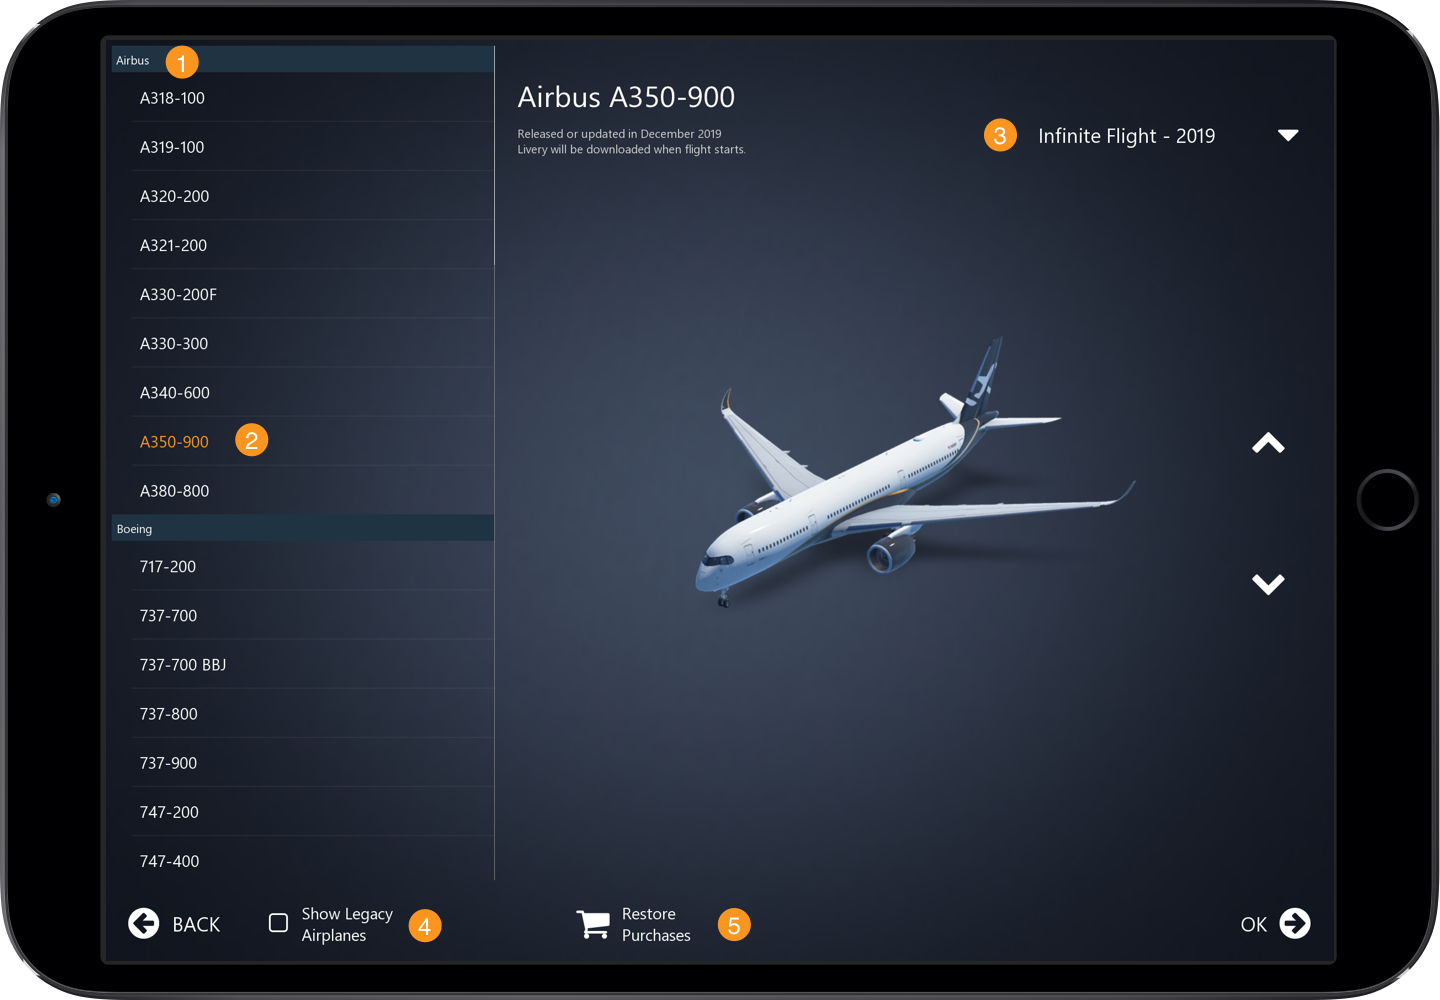 Airbus 1
A318-100
A319-100
A320-200
A321-200
A330-200F
A330-300
A340-600
A350-900 2
A380-800
Boeing
717-200
737-700
737-700 BBJ
737-800
737-900
747-200
747-400
Airbus A350-900
Released or updated in December 2019
Livery will be downloaded when flight starts.
3 Infinite Flight - 2019
BACK
Show Legacy
Airplanes
4
Restore
Purchases
5
OK